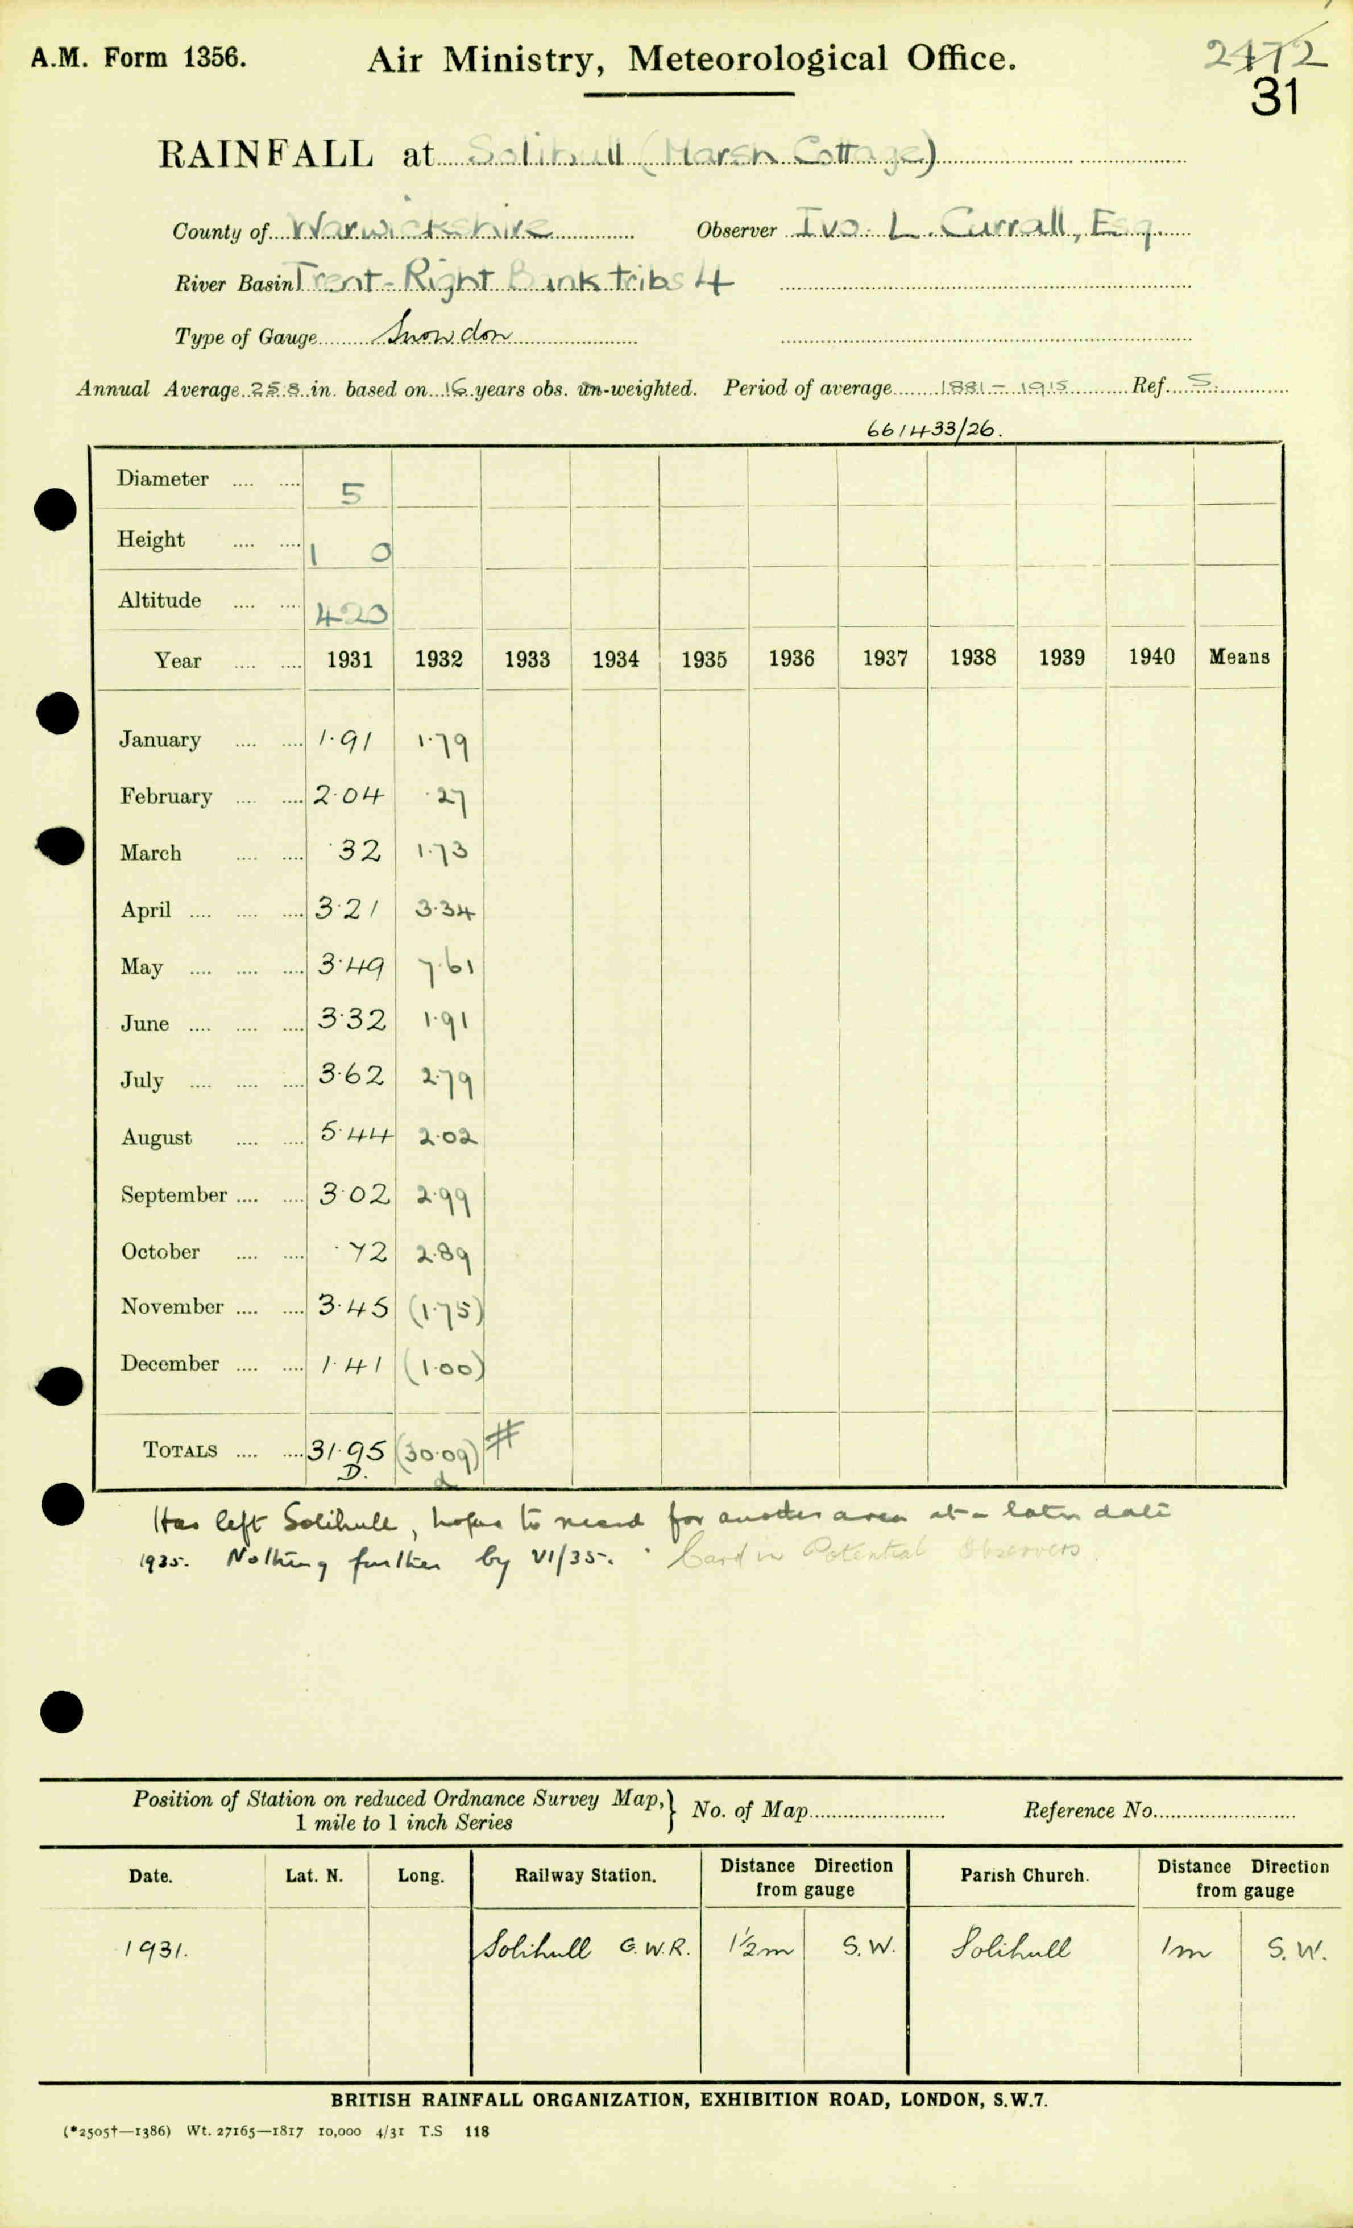 A.M. Form 1356. Air Ministry, Meteorological Office. 2472
31
RAINFALL at Solihull (Marsh Cottage)
County of Warwickshire Observer Ivo. L. Currall, Esq.
River Basin Trent - Right Bank tribs 4
Type of Gauge Snowdon
Annual Average 25.8 in. based on 16 years obs. un-weighted. Period of average 1881 - 1915 Ref. S.
661433/26.
Diameter .... .... 5
Height .... .... 1 0
Altitude .... .... 420
Year .... .... 1931 1932 1933 1934 1935 1936 1937 1938 1939 1940 Means
January .... .... 1.91 1.79
February .... .... 2.04 .27
March .... .... .32 1.73
April .... .... .... 3.21 3.34
May .... .... .... 3.49 7.61
June .... .... .... 3.32 1.91
July .... .... .... 3.62 2.79
August .... .... 5.44 2.02
September .... .... 3.02 2.99
October .... .... .72 2.89
November .... .... 3.45 (1.75)
December .... .... 1.41 (1.00)
TOTALS .... .... 31.95 (30.09) #
D. d
Has left Solihull, hopes to record for another area at a later date
1935. Nothing further by VI/35. Card in Potential Observers
Position of Station on reduced Ordnance Survey Map,} No. of Map Reference No.
1 mile to 1 inch Series
Date. Lat. N. Long. Railway Station. Distance Direction from gauge Parish Church. Distance Direction from gauge
1931. Solihull G.W.R. 1½m S.W. Solihull 1m S.W.
BRITISH RAINFALL ORGANIZATION, EXHIBITION ROAD, LONDON, S.W.7.
(*2505†—1386) Wt. 27165—1817 10,000 4/31 T.S 118